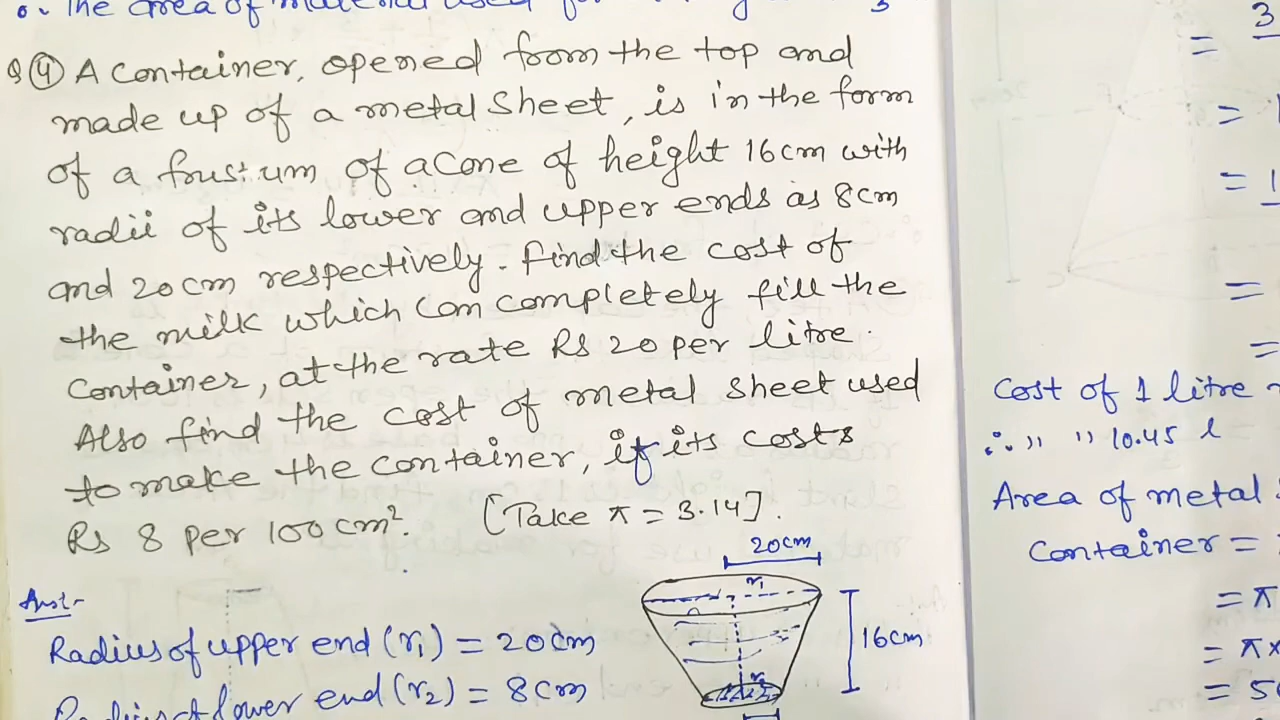 Q④ A Container, opened from the top and
made up of a metal sheet, is in the form
of a frustum of a Cone of height 16cm with
radii of its lower and upper ends as 8cm
and 20cm respectively. Find the cost of
the milk which can completely fill the
Container, at the rate Rs 20 per litre.
Also find the cost of metal sheet used
to make the container, if its costs
Rs 8 per 100cm². [Take π = 3.14].
20cm
r₁
16cm
Ans:-
Radius of upper end (r₁) = 20cm
lower end (r₂) = 8cm
3
=
=
=
=
=
Cost of 1 litre
∴ " " 10.45 l
Area of metal
Container =
= π
= π×